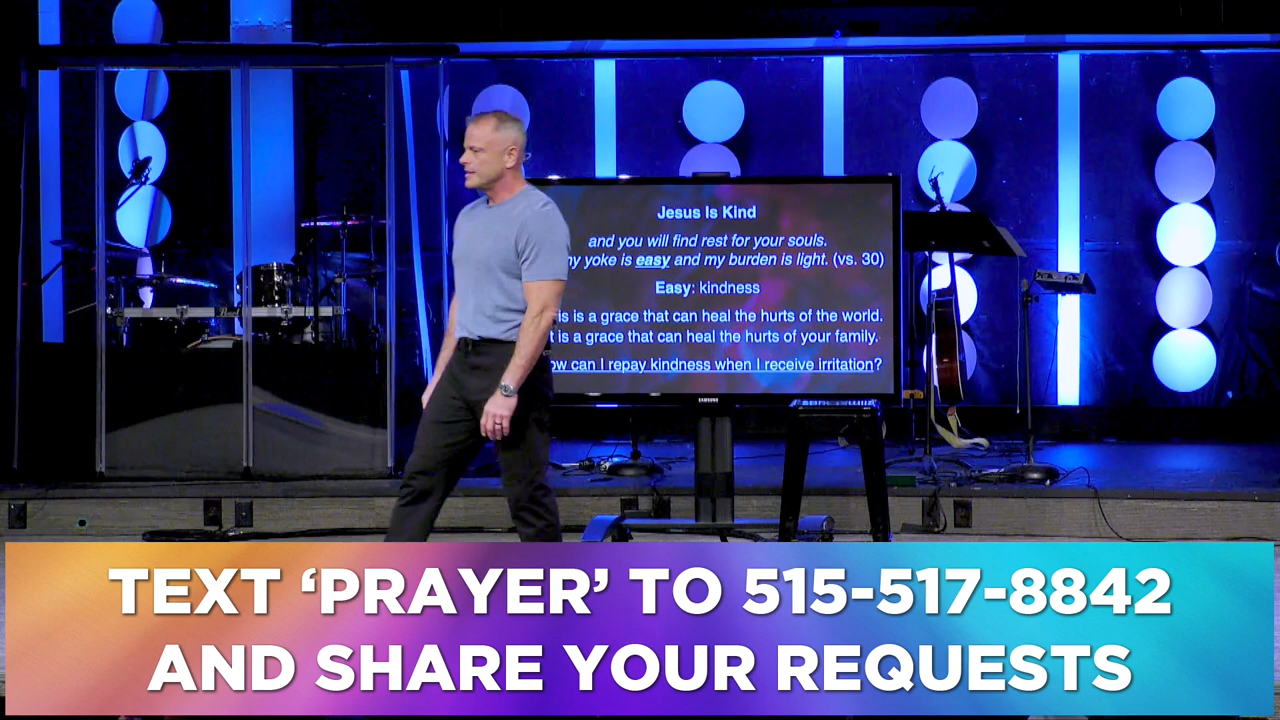 Jesus Is Kind
and you will find rest for your souls.
my yoke is easy and my burden is light. (vs. 30)
Easy: kindness
is is a grace that can heal the hurts of the world.
t is a grace that can heal the hurts of your family.
ow can I repay kindness when I receive irritation?
SAMSUNG
TEXT ‘PRAYER’ TO 515-517-8842
AND SHARE YOUR REQUESTS